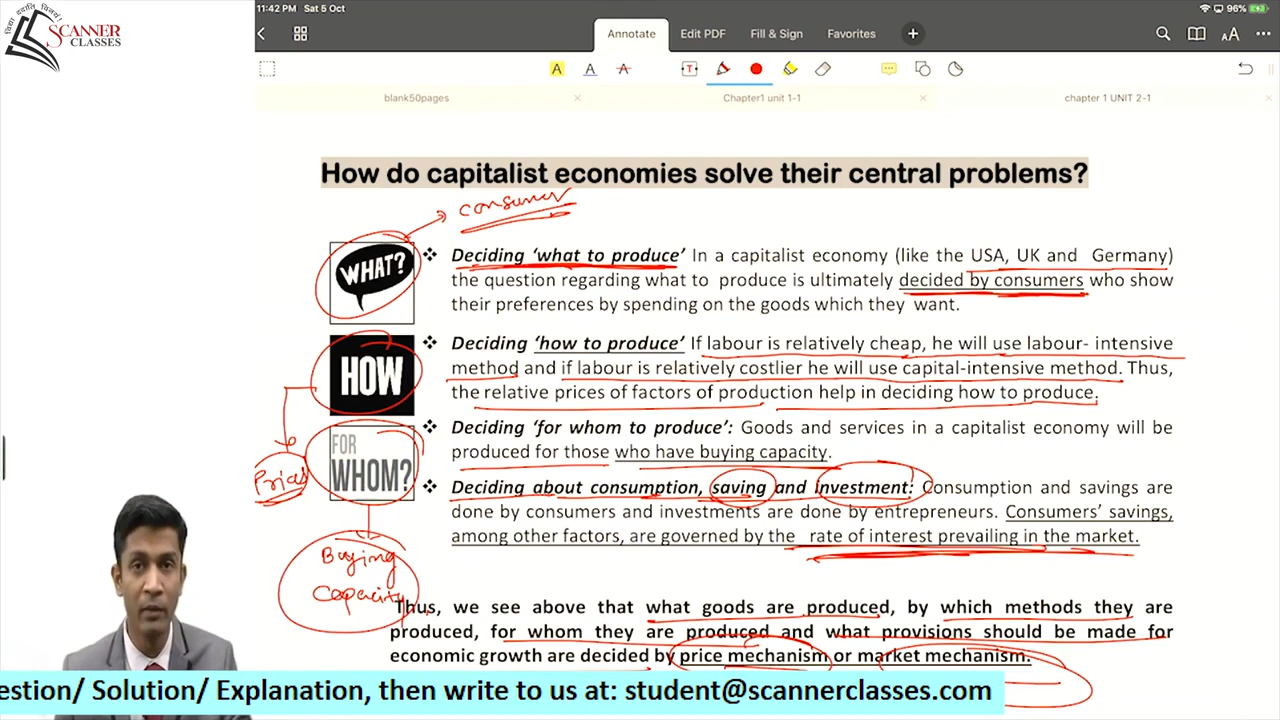 11:42 PM Sat 5 Oct
96%
विद्या ददाति विनयं।
SCANNER
CLASSES
Annotate Edit PDF Fill & Sign Favorites
blank50pages Chapter1 unit 1-1 chapter 1 UNIT 2-1
How do capitalist economies solve their central problems?
consumer
WHAT?
❖ Deciding ‘what to produce’ In a capitalist economy (like the USA, UK and Germany)
the question regarding what to produce is ultimately decided by consumers who show
their preferences by spending on the goods which they want.
HOW
❖ Deciding ‘how to produce’ If labour is relatively cheap, he will use labour- intensive
method and if labour is relatively costlier he will use capital-intensive method. Thus,
the relative prices of factors of production help in deciding how to produce.
FOR
WHOM?
❖ Deciding ‘for whom to produce’: Goods and services in a capitalist economy will be
produced for those who have buying capacity.
Prices
❖ Deciding about consumption, saving and investment: Consumption and savings are
done by consumers and investments are done by entrepreneurs. Consumers’ savings,
among other factors, are governed by the rate of interest prevailing in the market.
Buying
Capacity
Thus, we see above that what goods are produced, by which methods they are
produced, for whom they are produced and what provisions should be made for
economic growth are decided by price mechanism or market mechanism.
estion/ Solution/ Explanation, then write to us at: student@scannerclasses.com